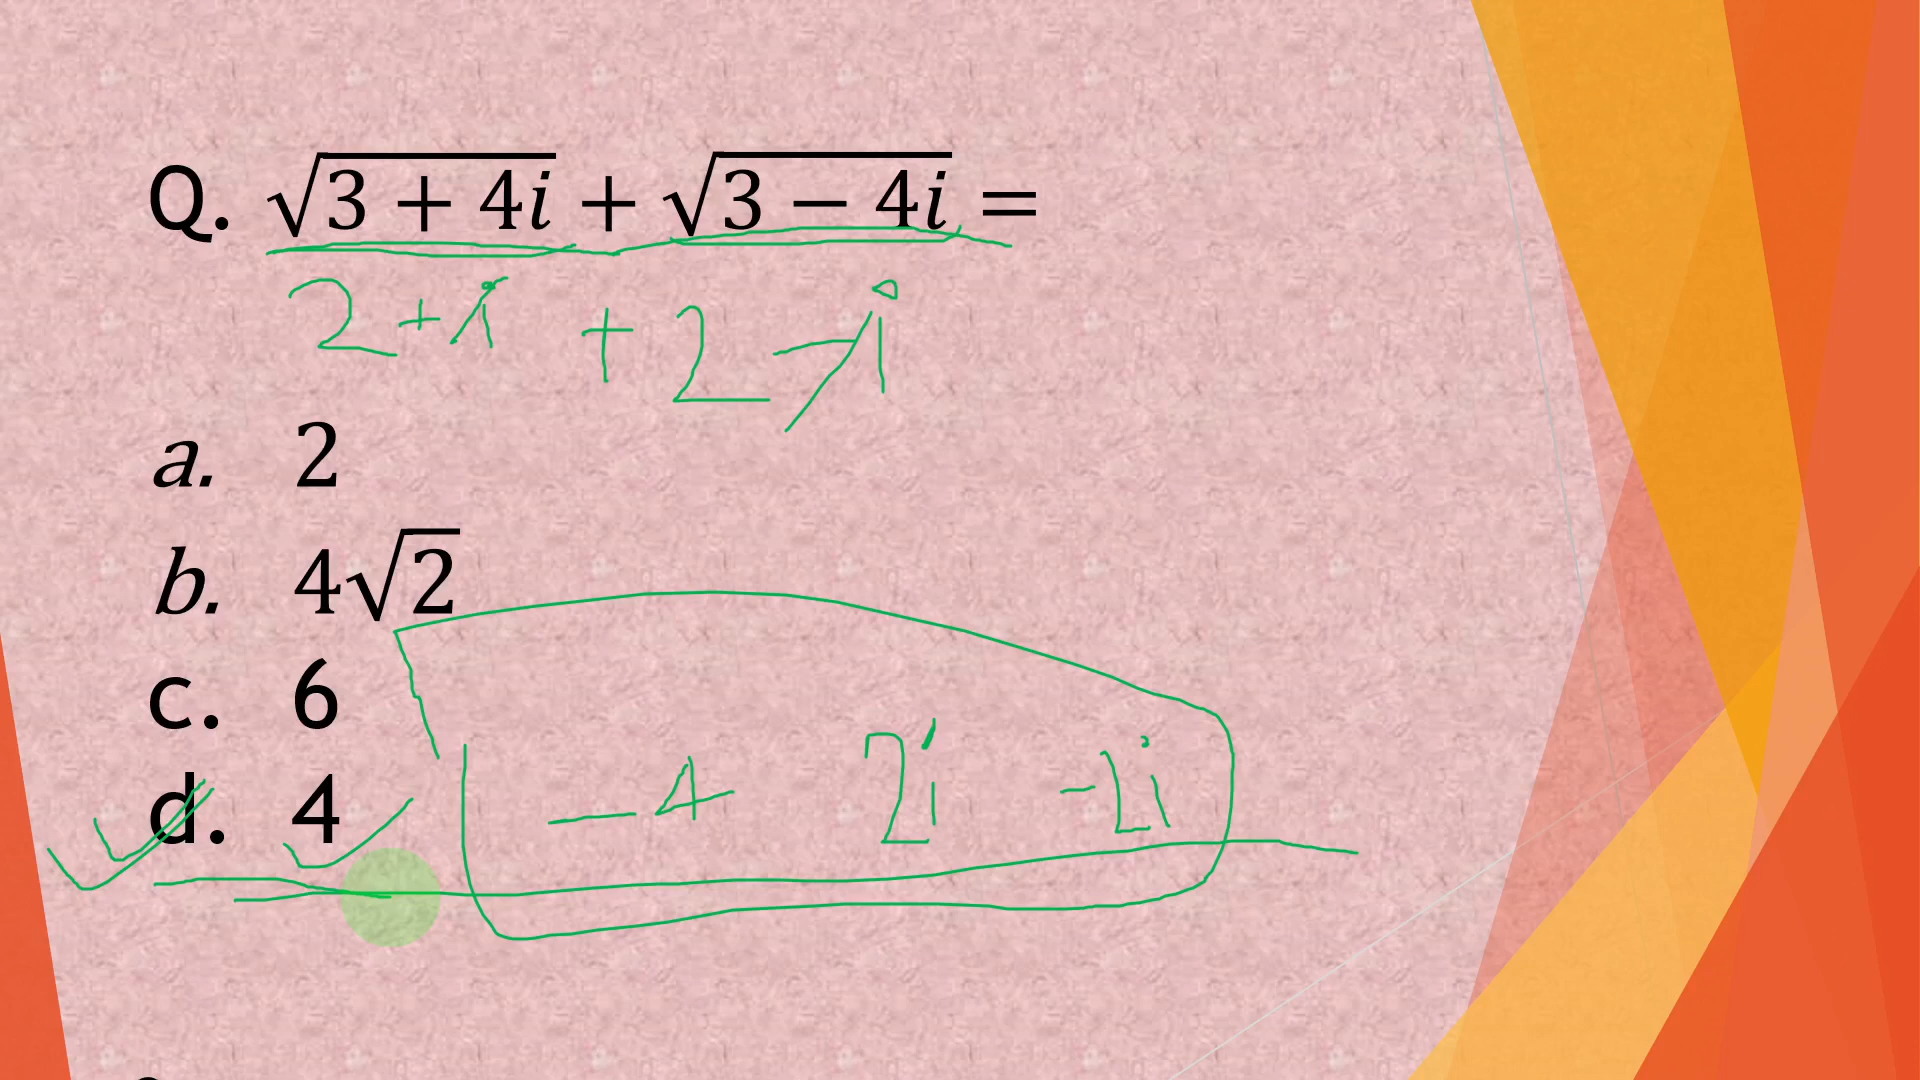 Q. √(3 + 4i) + √(3 − 4i) =
2 + i + 2 − i
a. 2
b. 4√2
c. 6
d. 4
−4 2i −2i